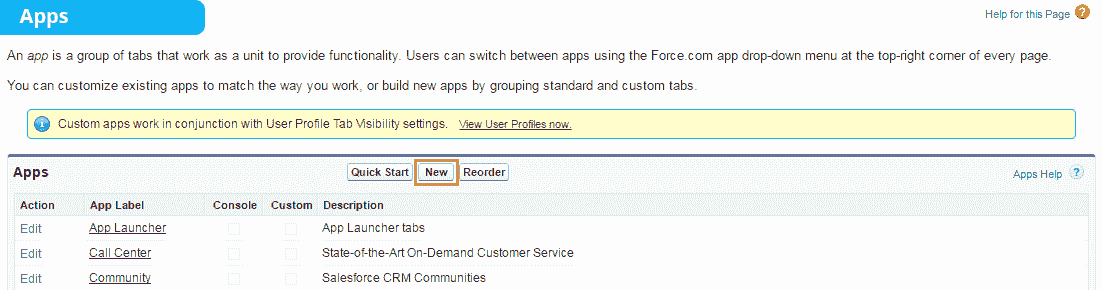 Apps
Help for this Page ?
An app is a group of tabs that work as a unit to provide functionality. Users can switch between apps using the Force.com app drop-down menu at the top-right corner of every page.
You can customize existing apps to match the way you work, or build new apps by grouping standard and custom tabs.
Custom apps work in conjunction with User Profile Tab Visibility settings. View User Profiles now.
Apps Quick Start New Reorder Apps Help ?
Action App Label Console Custom Description
Edit App Launcher App Launcher tabs
Edit Call Center State-of-the-Art On-Demand Customer Service
Edit Community Salesforce CRM Communities